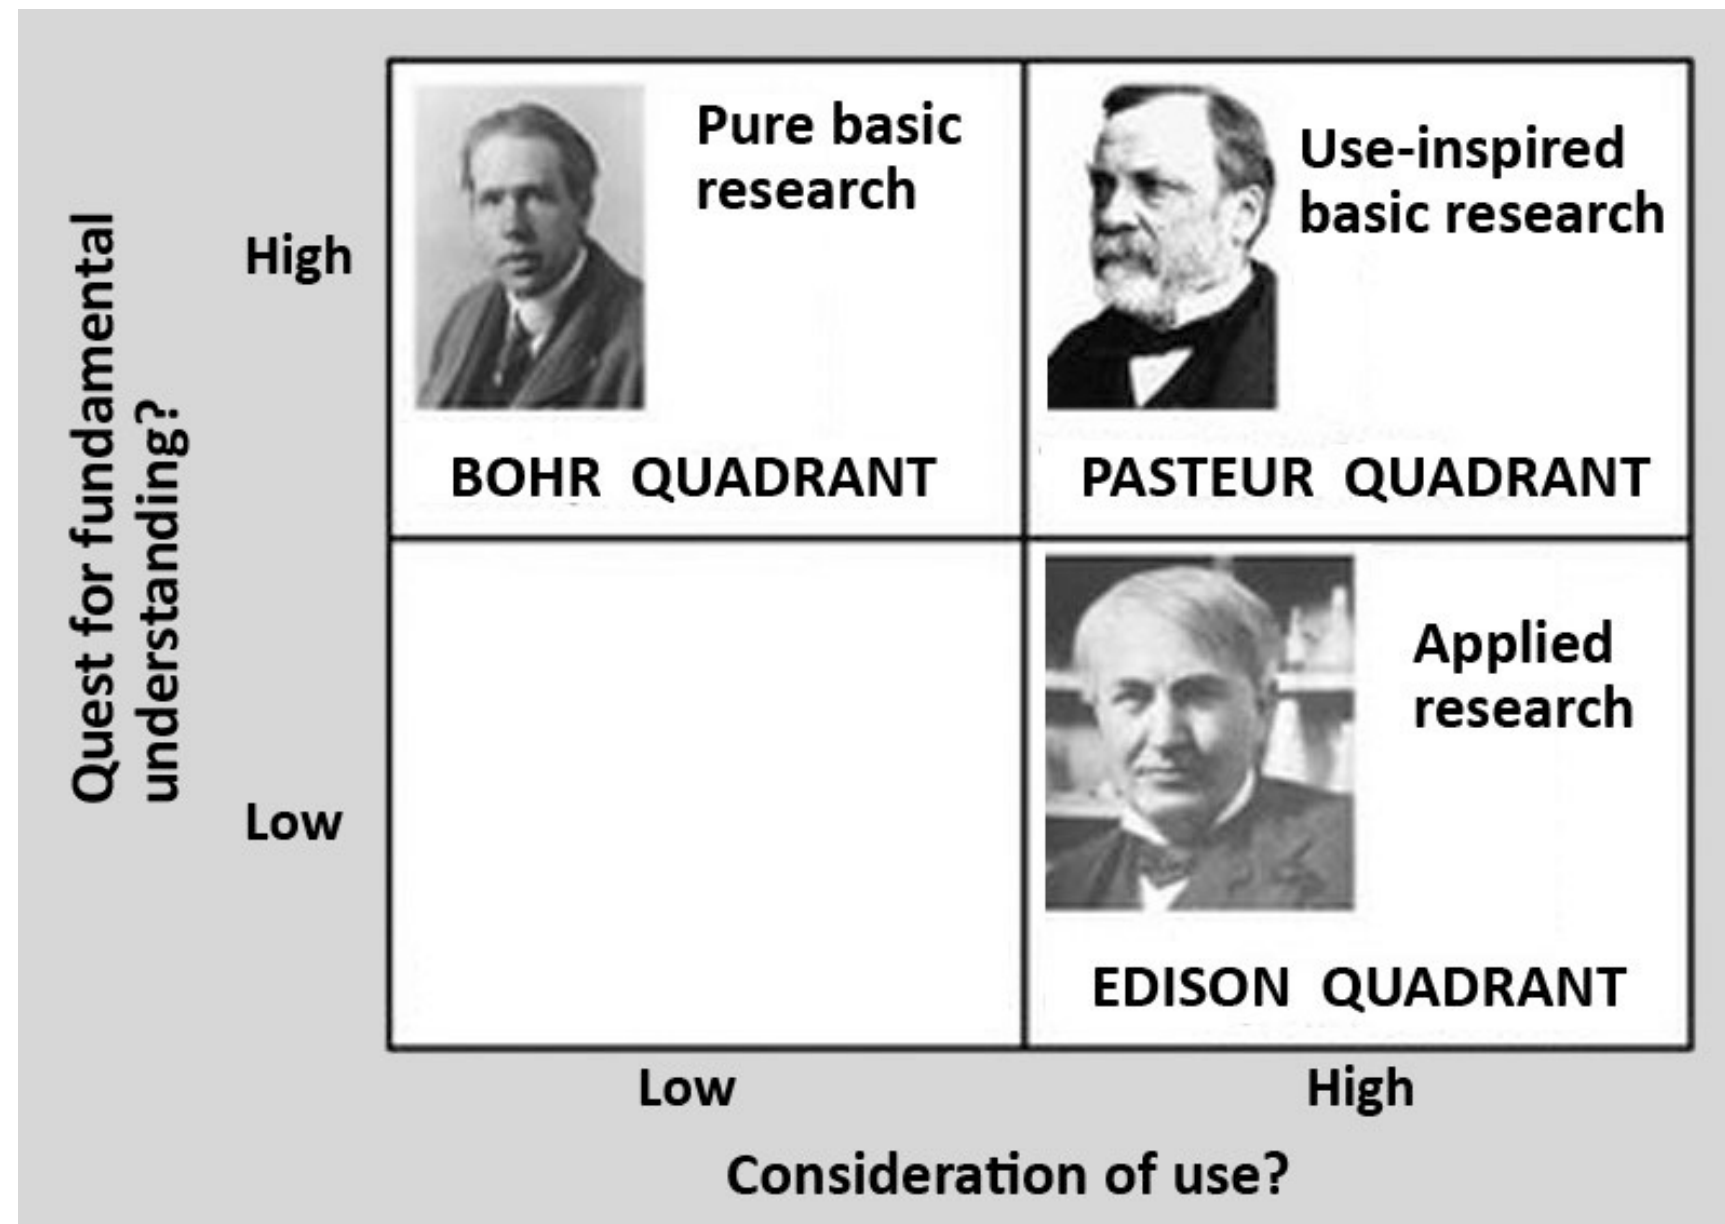 Quest for fundamental
understanding?
High
Low
Pure basic
research
BOHR QUADRANT
Use-inspired
basic research
PASTEUR QUADRANT
Applied
research
EDISON QUADRANT
Low
High
Consideration of use?